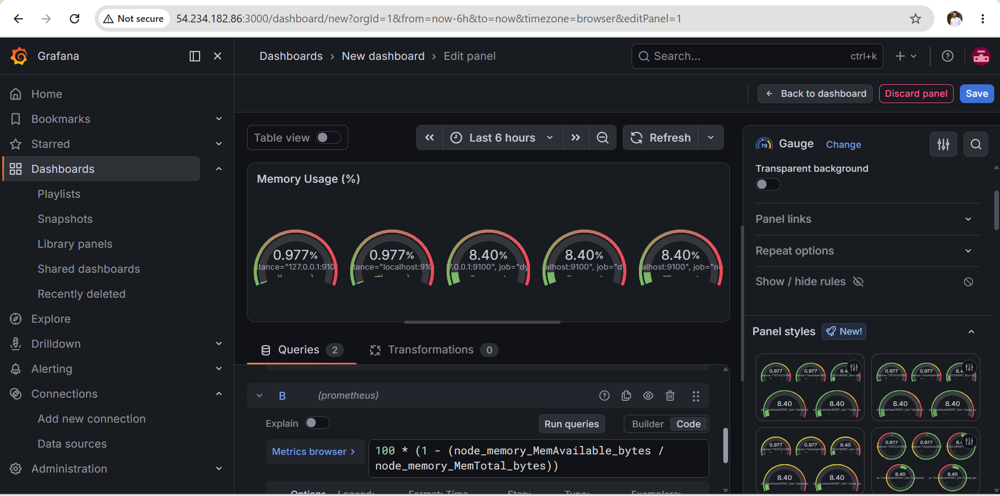 Not secure
54.234.182.86:3000/dashboard/new?orgId=1&from=now-6h&to=now&timezone=browser&editPanel=1
Grafana
Dashboards › New dashboard › Edit panel
Search...
ctrl+k
Back to dashboard
Discard panel
Save
Home
Bookmarks
Starred
Dashboards
Playlists
Snapshots
Library panels
Shared dashboards
Recently deleted
Explore
Drilldown
Alerting
Connections
Add new connection
Data sources
Administration
Table view
Last 6 hours
Refresh
Memory Usage (%)
0.977%
0.977%
8.40%
8.40%
8.40%
stance="127.0.0.1:910
tance="localhost:910
7.0.0.1:9100", job="dy
alhost:9100", job="d
alhost:9100", job="n
Queries 2
Transformations 0
B (prometheus)
Explain
Run queries
Builder
Code
Metrics browser >
100 * (1 - (node_memory_MemAvailable_bytes /
node_memory_MemTotal_bytes))
Options Legend: Format: Time Step: Type: Exemplars:
79 Gauge Change
Transparent background
Panel links
Repeat options
Show / hide rules
Panel styles New!
0.977 0.977 8.4
8.40 8.40
0.977 0.977 8.4
8.40 8.40
0.977 0.977 8.40
8.40 8.40
0.977 0.977 8.
8.40 8.40